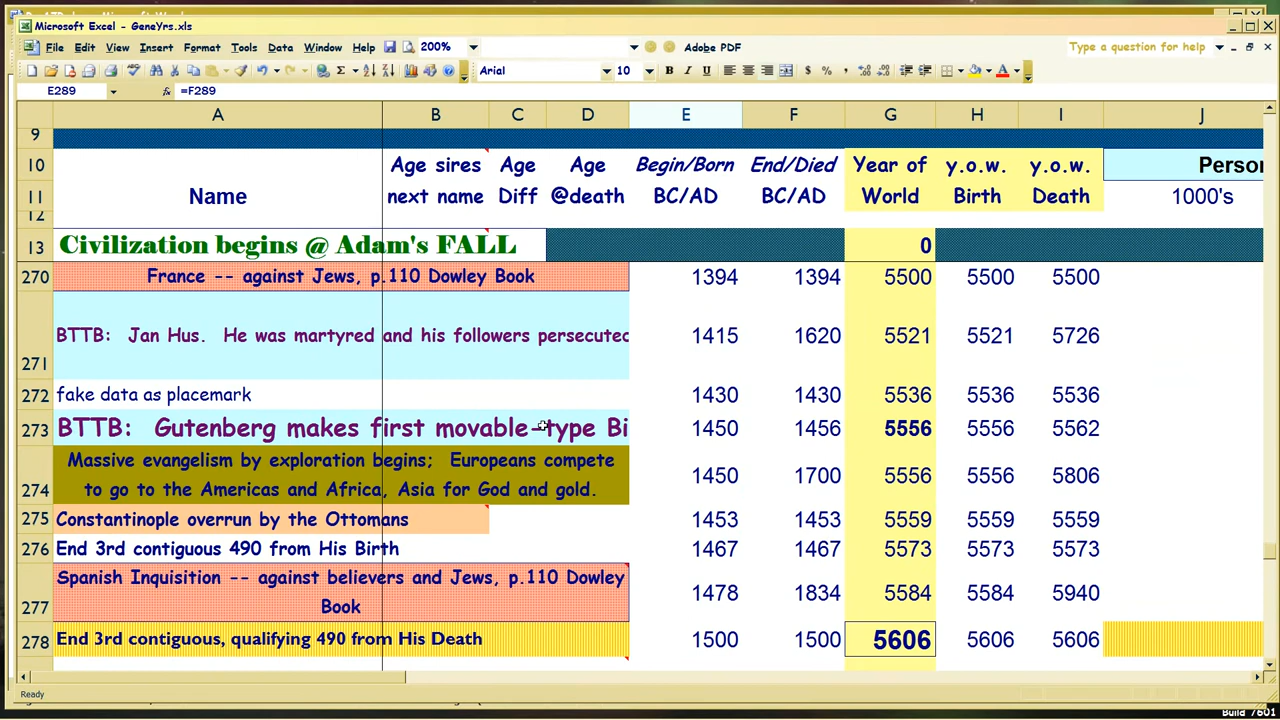 Microsoft Excel - GeneYrs.xls
File Edit View Insert Format Tools Data Window Help 200% Adobe PDF Type a question for help
Arial 10 B I U $ % ,
E289 fx =F289
A B C D E F G H I J
9
10 Age sires Age Age Begin/Born End/Died Year of y.o.w. y.o.w. Person
11 Name next name Diff @death BC/AD BC/AD World Birth Death 1000's
12
13 Civilization begins @ Adam's FALL 0
270 France -- against Jews, p.110 Dowley Book 1394 1394 5500 5500 5500
271 BTTB: Jan Hus. He was martyred and his followers persecuted 1415 1620 5521 5521 5726
272 fake data as placemark 1430 1430 5536 5536 5536
273 BTTB: Gutenberg makes first movable-type Bi 1450 1456 5556 5556 5562
Massive evangelism by exploration begins; Europeans compete
274 to go to the Americas and Africa, Asia for God and gold. 1450 1700 5556 5556 5806
275 Constantinople overrun by the Ottomans 1453 1453 5559 5559 5559
276 End 3rd contiguous 490 from His Birth 1467 1467 5573 5573 5573
Spanish Inquisition -- against believers and Jews, p.110 Dowley
277 Book 1478 1834 5584 5584 5940
278 End 3rd contiguous, qualifying 490 from His Death 1500 1500 5606 5606 5606
Ready
Build 7601